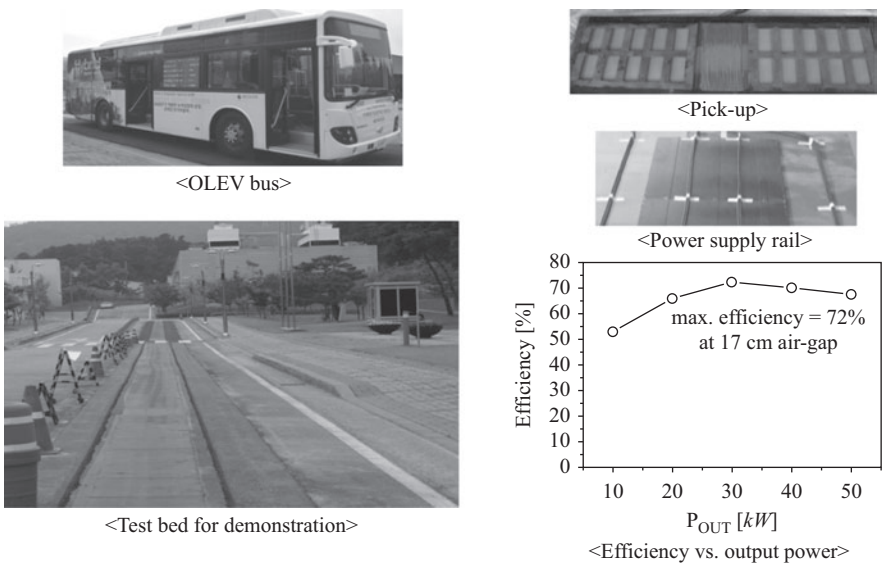 <OLEV bus>
<Test bed for demonstration>
<Pick-up>
<Power supply rail>
80
70
60
50
40
30
20
10
0
Efficiency [%]
max. efficiency = 72%
at 17 cm air-gap
10 20 30 40 50
P_OUT [kW]
<Efficiency vs. output power>